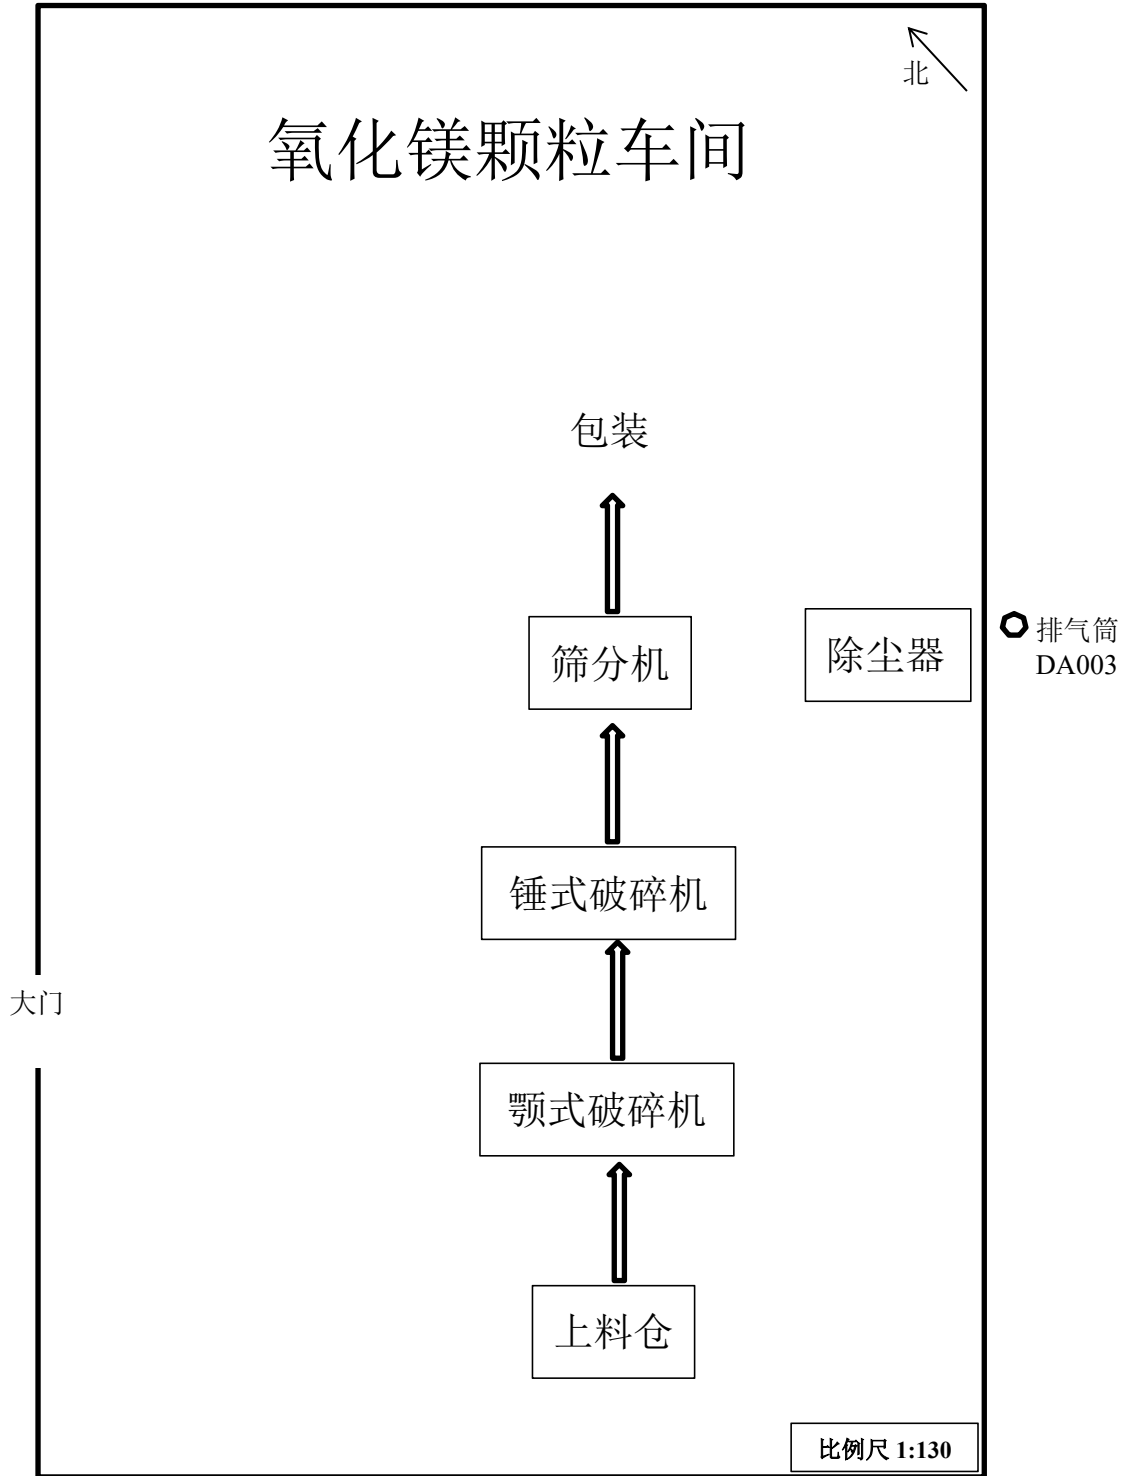 北
氧化镁颗粒车间
包装
筛分机
除尘器
排气筒
DA003
锤式破碎机
大门
颚式破碎机
上料仓
比例尺 1:130